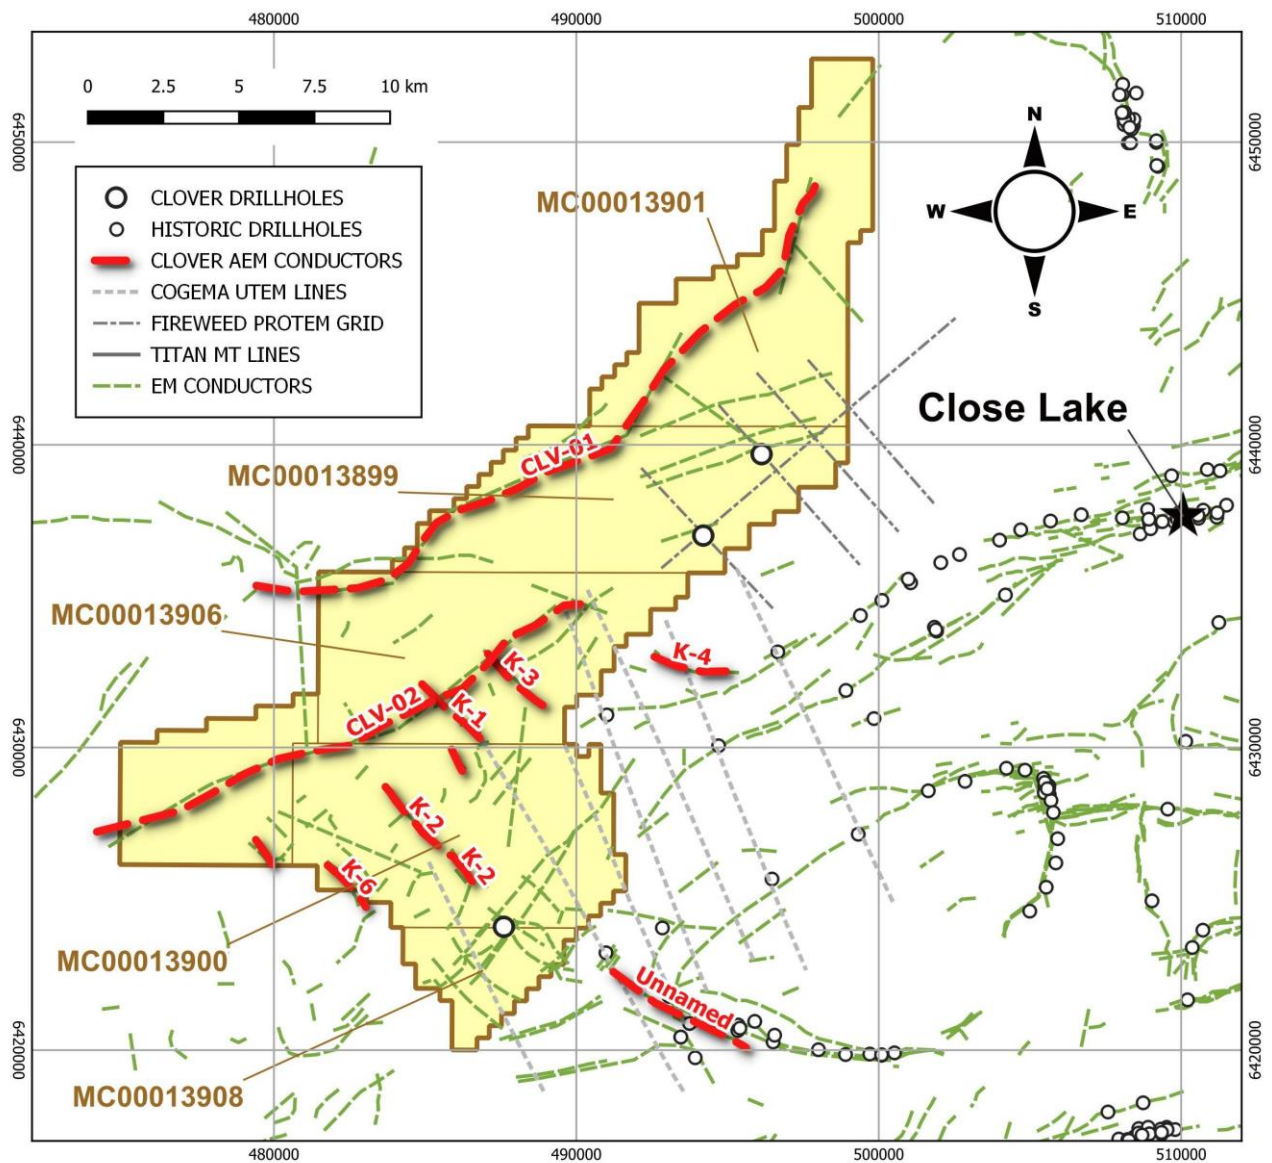 480000
490000
500000
510000
0 2.5 5 7.5 10 km
6450000
6450000
N
W
E
S
CLOVER DRILLHOLES
HISTORIC DRILLHOLES
CLOVER AEM CONDUCTORS
COGEMA UTEM LINES
FIREWEED PROTEM GRID
TITAN MT LINES
EM CONDUCTORS
MC00013901
Close Lake
6440000
6440000
CLV-01
MC00013899
MC00013906
K-4
K-3
K-1
CLV-02
6430000
6430000
K-2
K-2
K-6
MC00013900
Unnamed
6420000
6420000
MC00013908
480000
490000
500000
510000